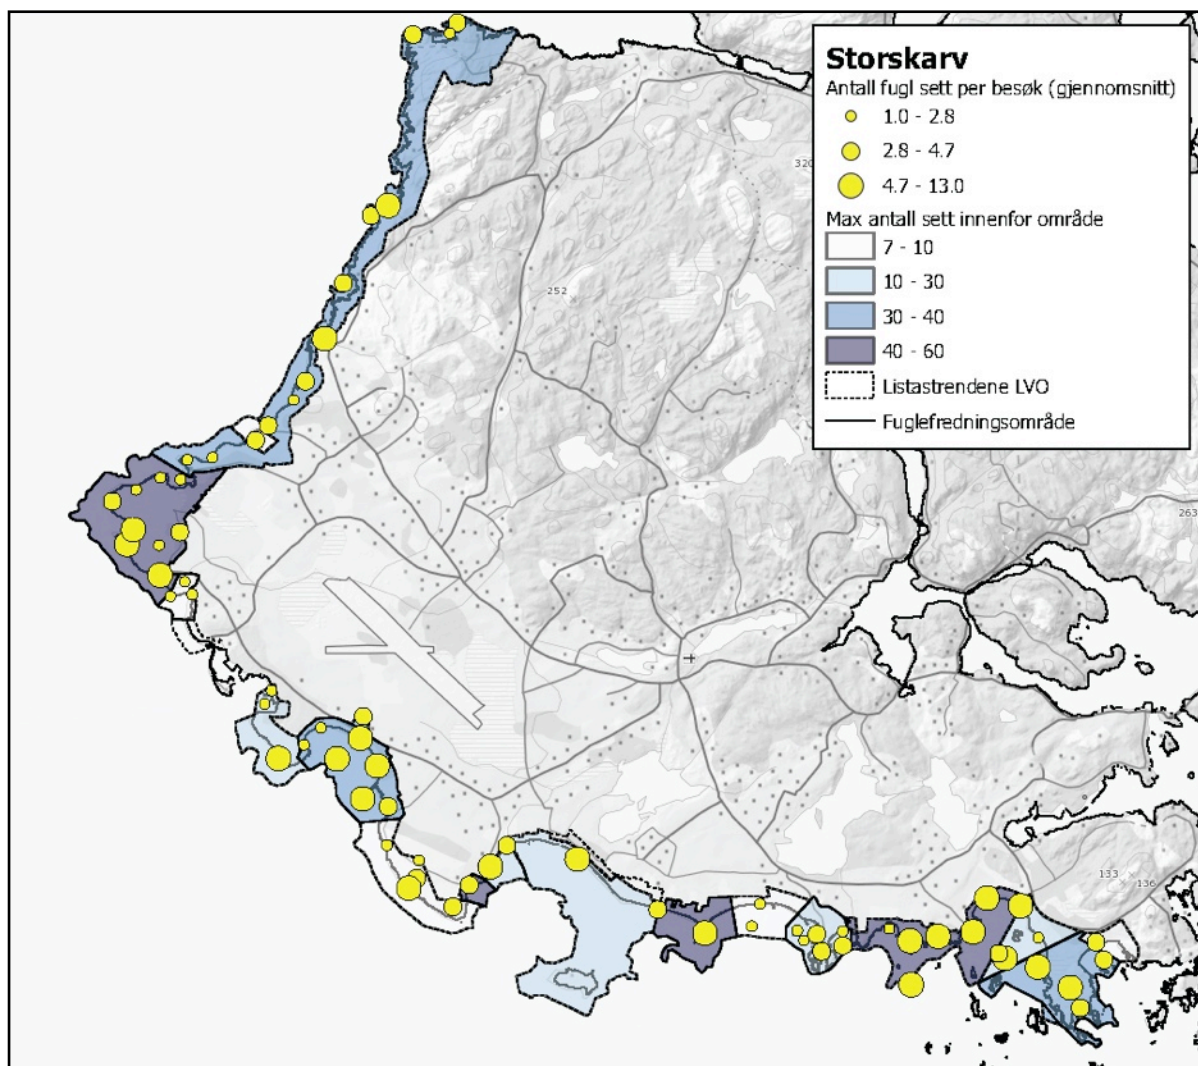 Storskarv
Antall fugl sett per besøk (gjennomsnitt)
1.0 - 2.8
2.8 - 4.7
4.7 - 13.0
Max antall sett innenfor område
7 - 10
10 - 30
30 - 40
40 - 60
Listastrendene LVO
Fuglefredningsområde
320
252
263
133
136